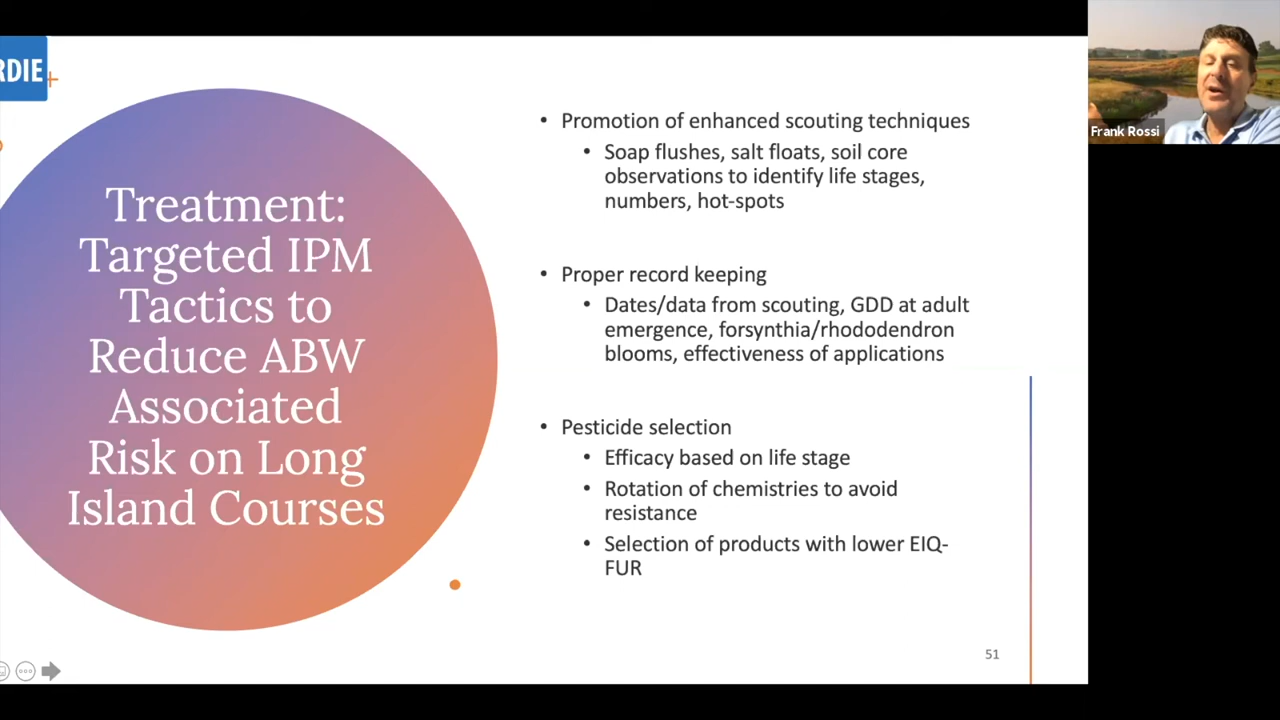 RDIE
Treatment:
Targeted IPM
Tactics to
Reduce ABW
Associated
Risk on Long
Island Courses
• Promotion of enhanced scouting techniques
• Soap flushes, salt floats, soil core
observations to identify life stages,
numbers, hot-spots
• Proper record keeping
• Dates/data from scouting, GDD at adult
emergence, forsynthia/rhododendron
blooms, effectiveness of applications
• Pesticide selection
• Efficacy based on life stage
• Rotation of chemistries to avoid
resistance
• Selection of products with lower EIQ-
FUR
51
Frank Rossi